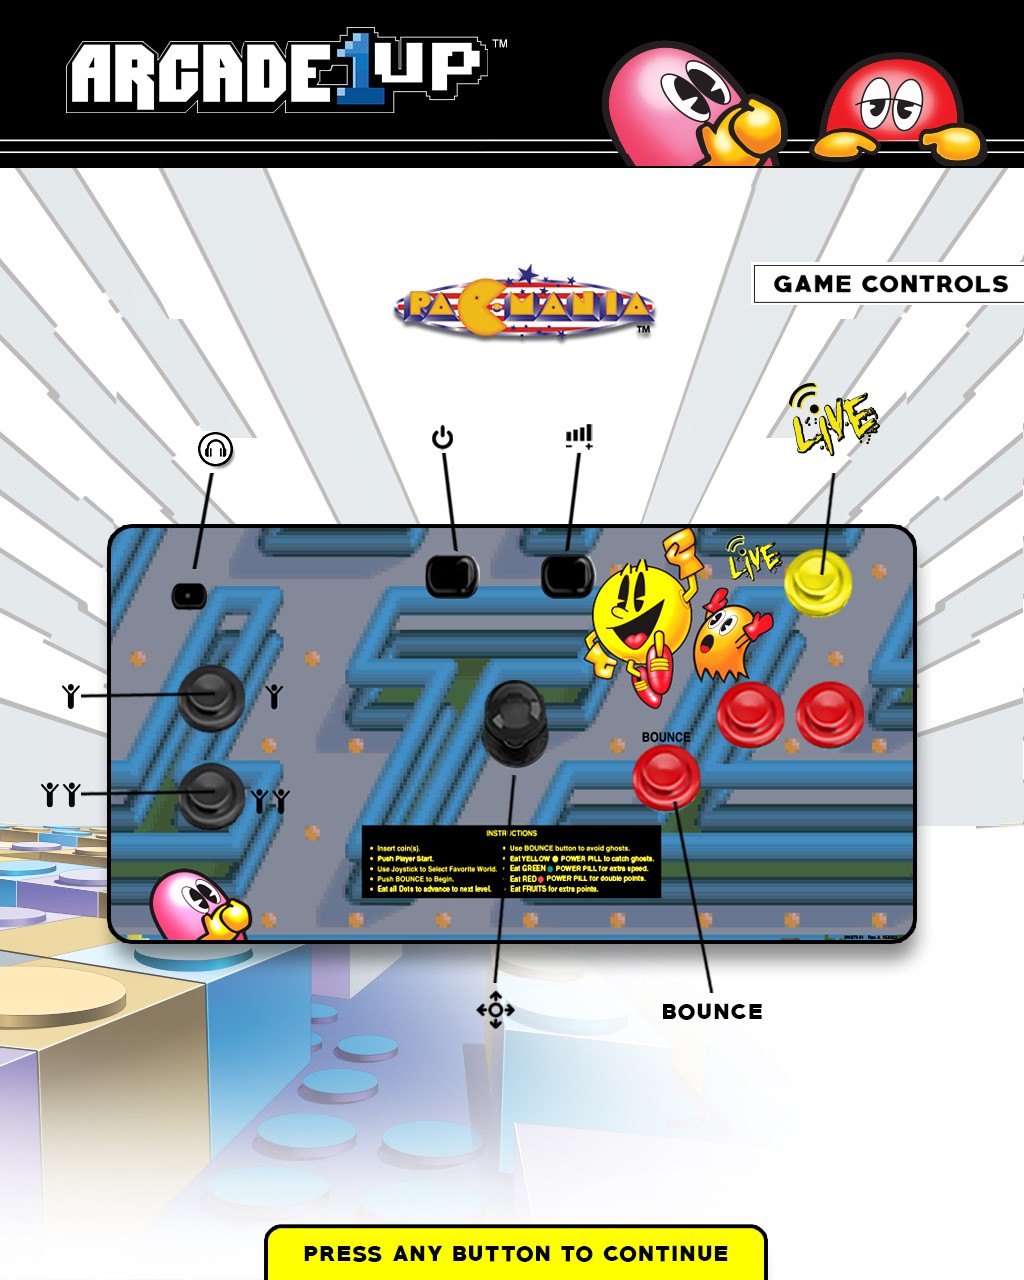 ARCADE1UP™
PAC-MANIA™
GAME CONTROLS
LIVE
LIVE
BOUNCE
INSTRUCTIONS
• Insert coin(s).
• Push Player Start.
• Use Joystick to Select Favorite World.
• Push BOUNCE to Begin.
• Eat all Dots to advance to next level.
• Use BOUNCE button to avoid ghosts.
• Eat YELLOW POWER PILL to catch ghosts.
• Eat GREEN POWER PILL for extra speed.
• Eat RED POWER PILL for double points.
• Eat FRUITS for extra points.
BOUNCE
PRESS ANY BUTTON TO CONTINUE